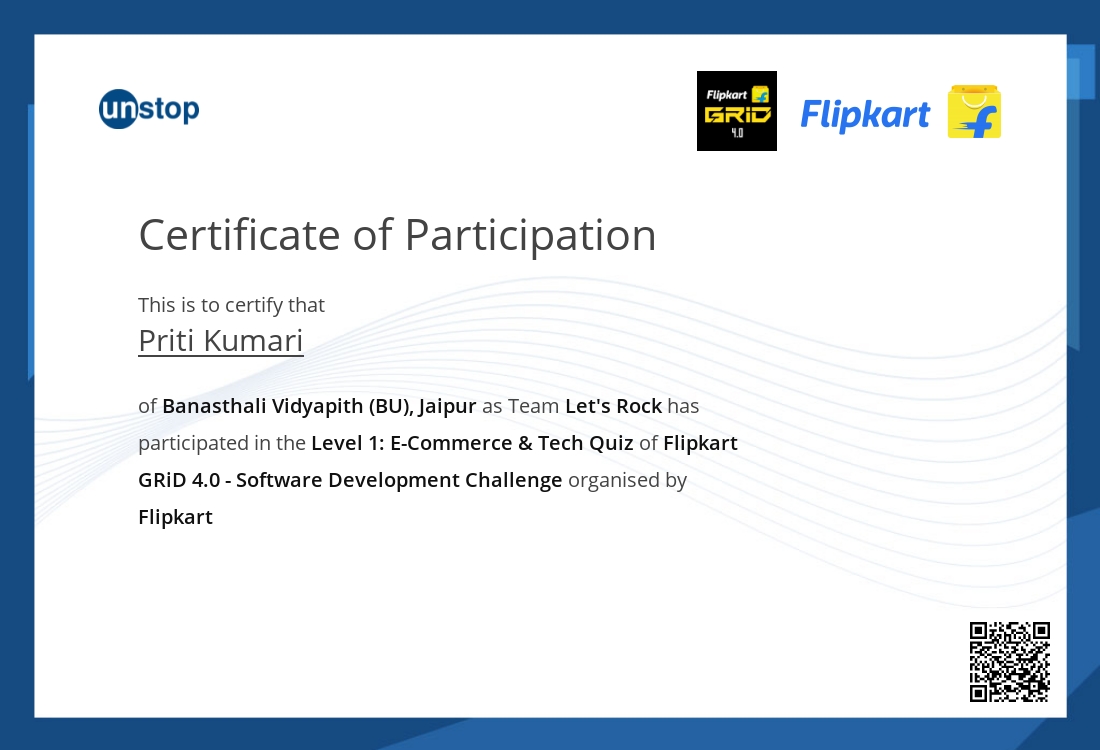 unstop
Flipkart
GRiD
4.0
Flipkart
Certificate of Participation
This is to certify that
Priti Kumari
of Banasthali Vidyapith (BU), Jaipur as Team Let's Rock has
participated in the Level 1: E-Commerce & Tech Quiz of Flipkart
GRiD 4.0 - Software Development Challenge organised by
Flipkart